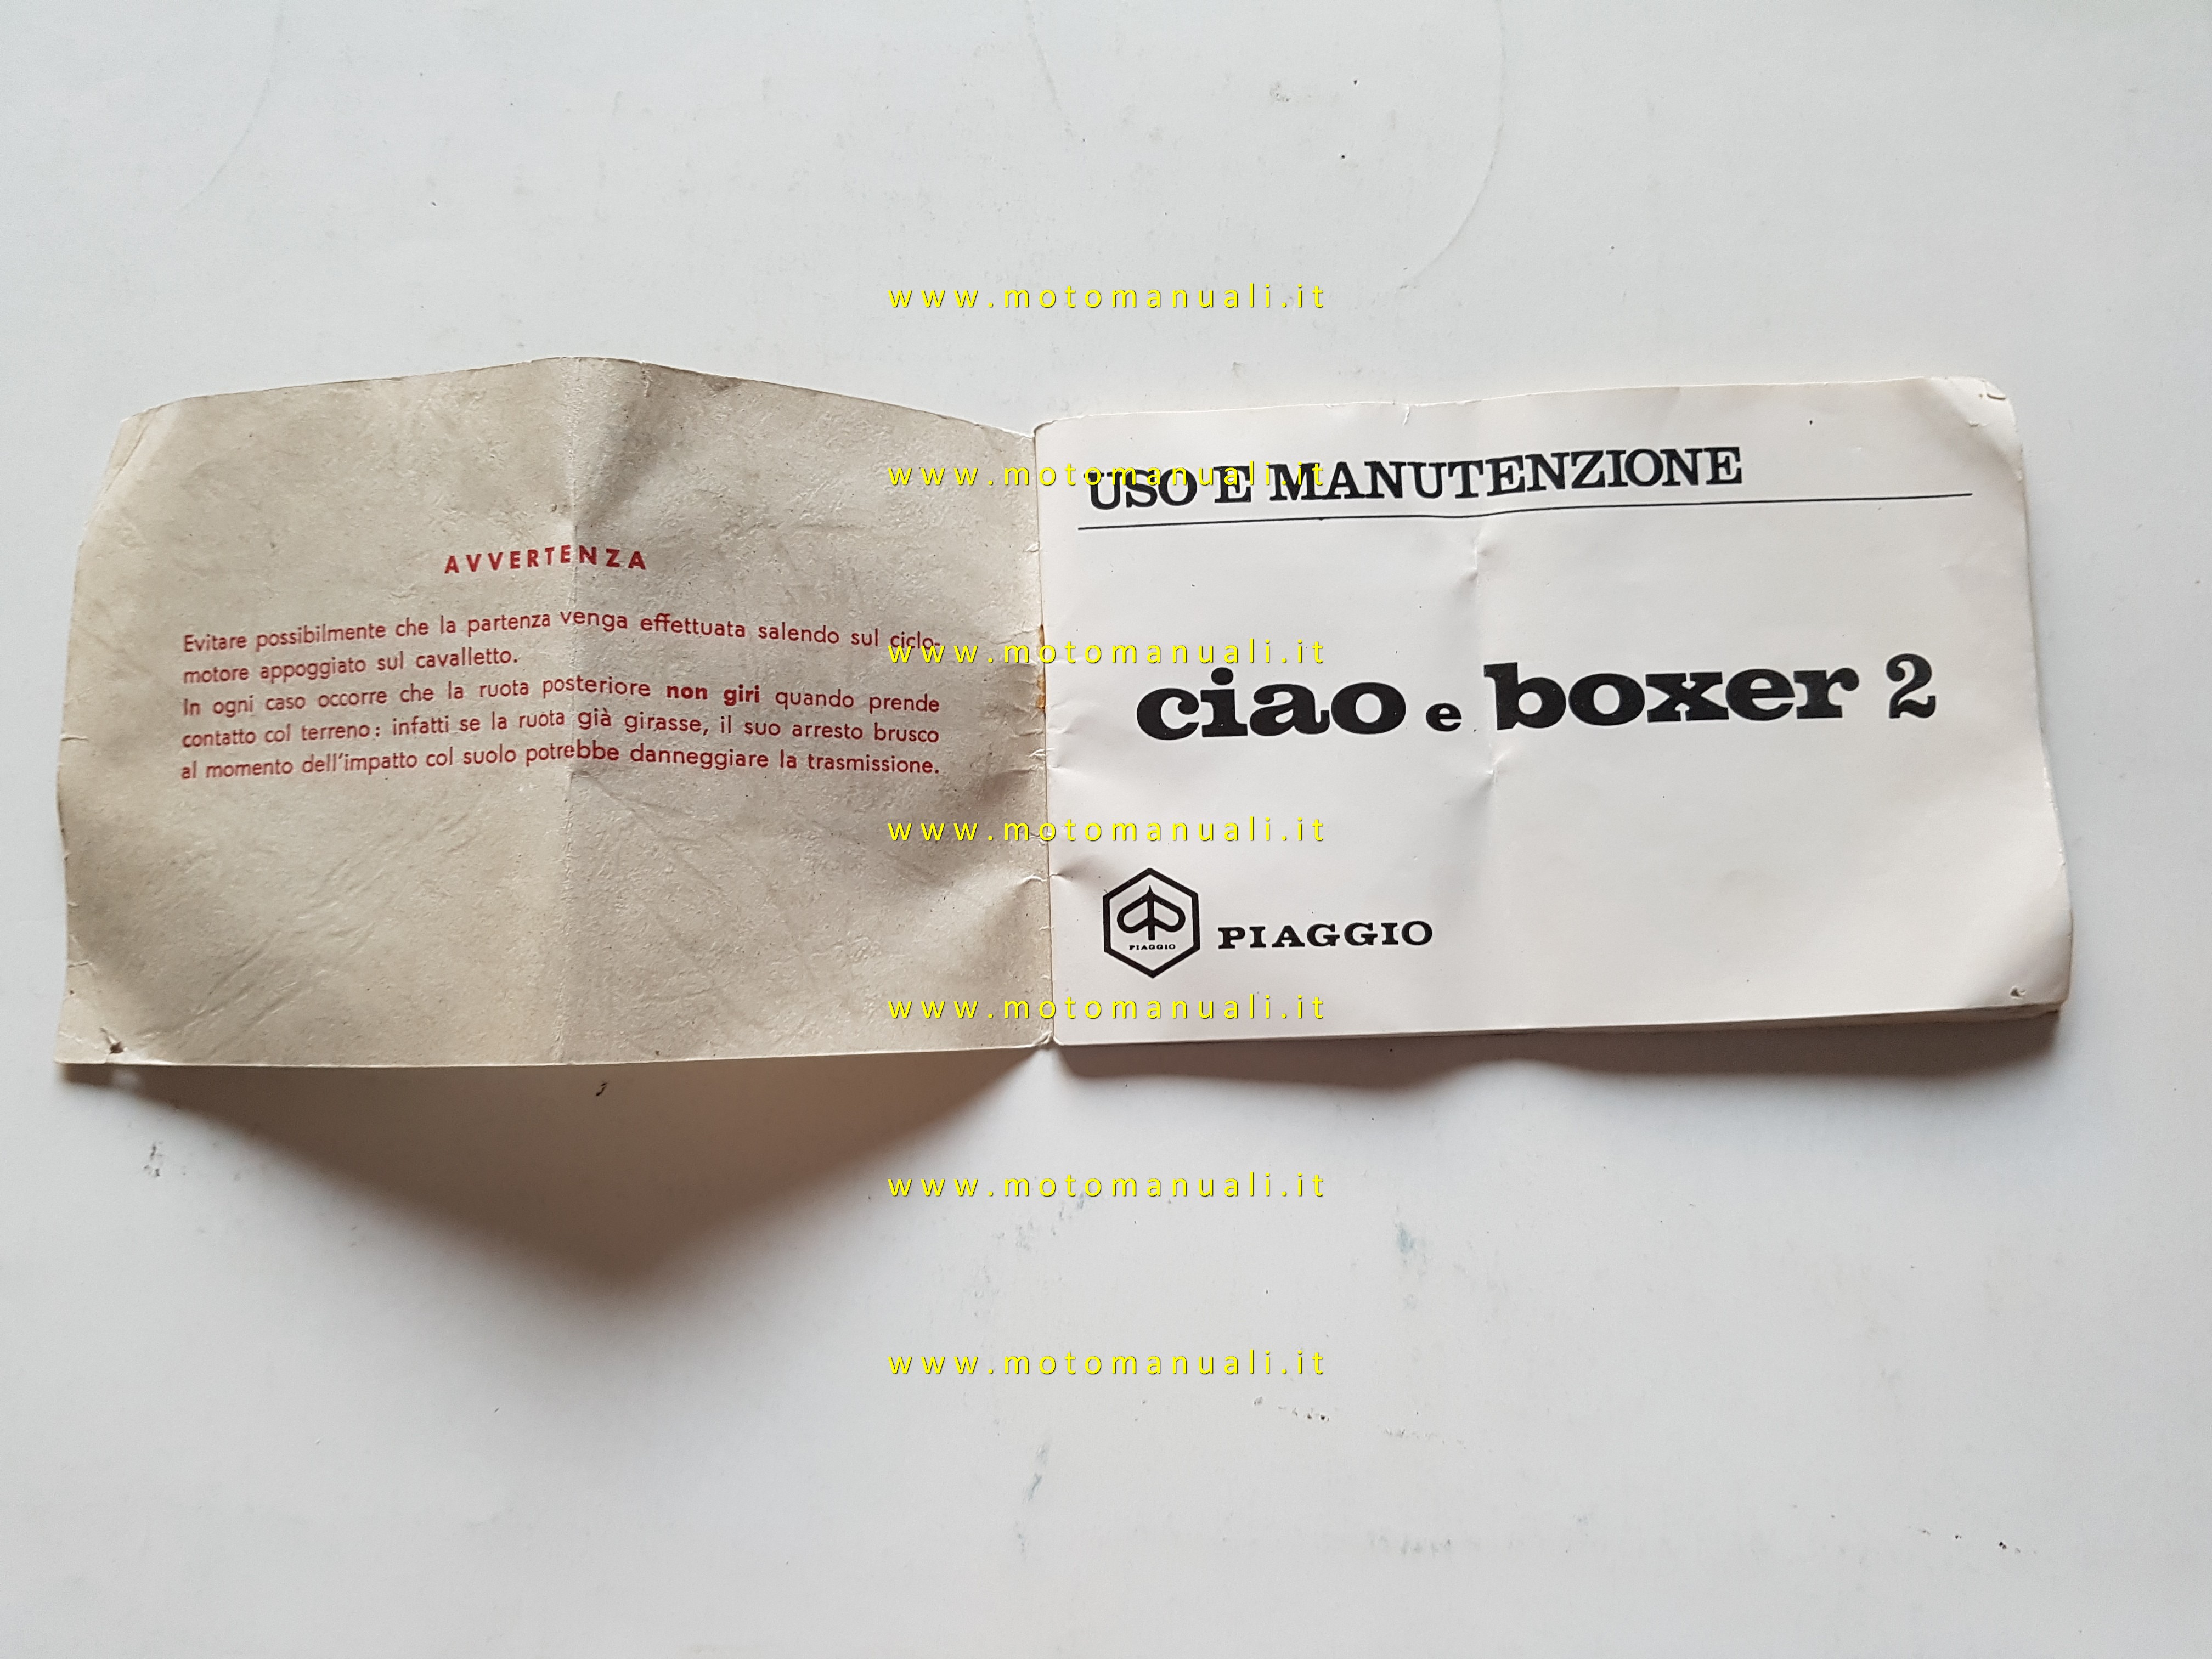 www.motomanuali.it
AVVERTENZA
Evitare possibilmente che la partenza venga effettuata salendo sul ciclo-
motore appoggiato sul cavalletto.
In ogni caso occorre che la ruota posteriore non giri quando prende
contatto col terreno: infatti se la ruota già girasse, il suo arresto brusco
al momento dell'impatto col suolo potrebbe danneggiare la trasmissione.
www.motomanuali.it
USO E MANUTENZIONE
www.motomanuali.it
ciao e boxer 2
www.motomanuali.it
PIAGGIO
PIAGGIO
www.motomanuali.it
www.motomanuali.it
www.motomanuali.it